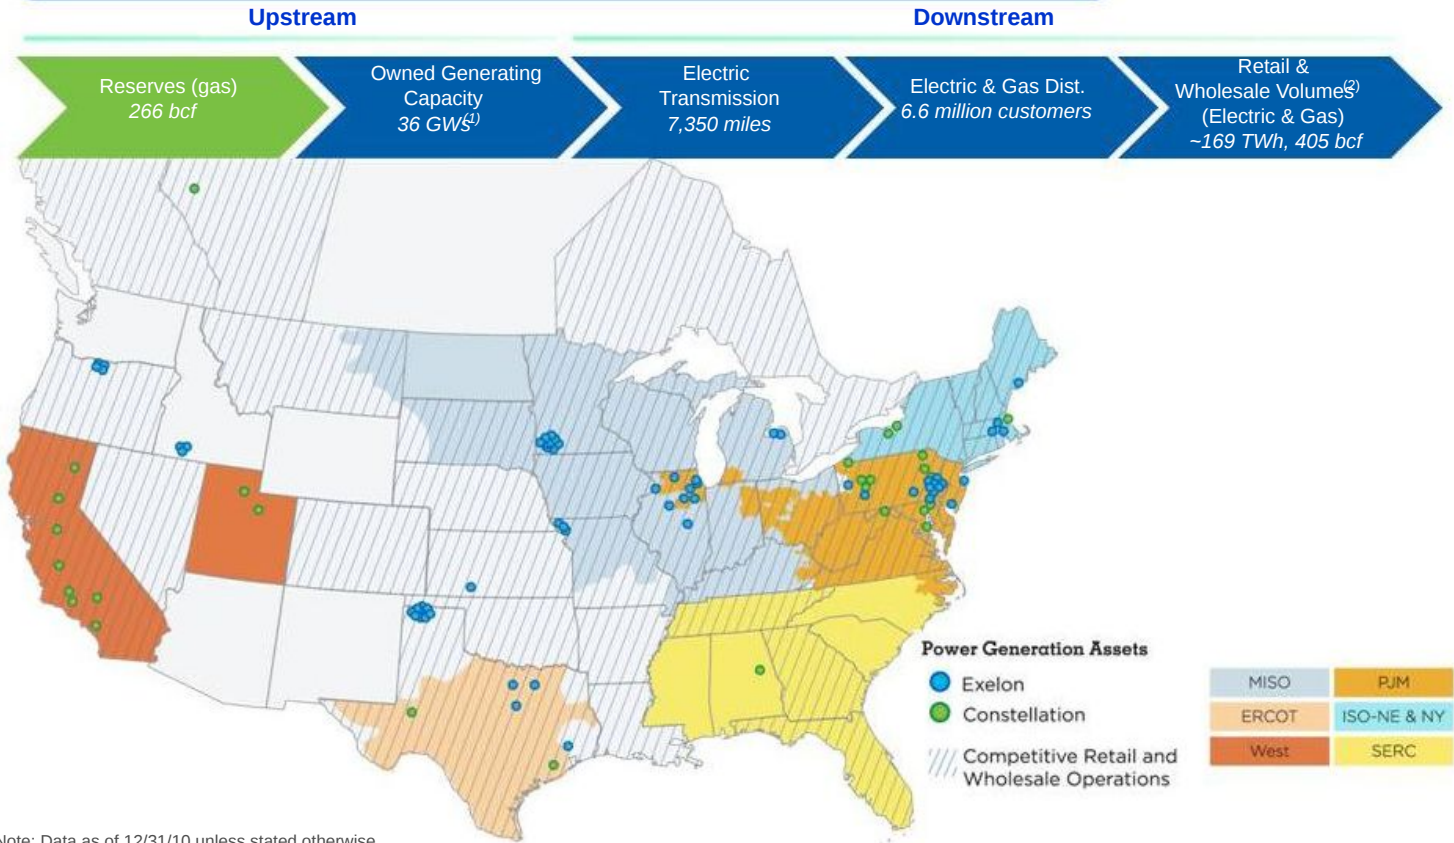 Upstream
Downstream
Reserves (gas)
266 bcf
Owned Generating
Capacity
36 GWs(1)
Electric
Transmission
7,350 miles
Electric & Gas Dist.
6.6 million customers
Retail &
Wholesale Volumes(2)
(Electric & Gas)
~169 TWh, 405 bcf
Power Generation Assets
Exelon
Constellation
Competitive Retail and
Wholesale Operations
MISO
PJM
ERCOT
ISO-NE & NY
West
SERC
Note: Data as of 12/31/10 unless stated otherwise